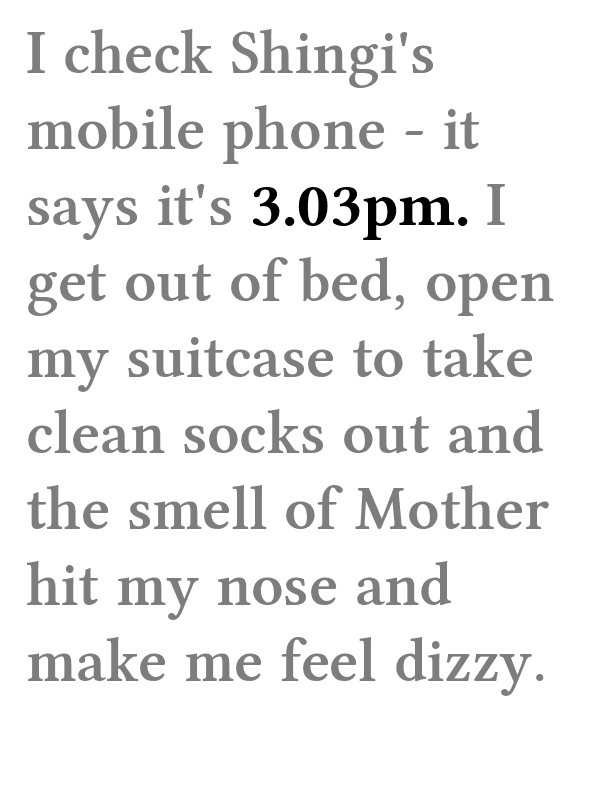 I check Shingi's
mobile phone - it
says it's 3.03pm. I
get out of bed, open
my suitcase to take
clean socks out and
the smell of Mother
hit my nose and
make me feel dizzy.